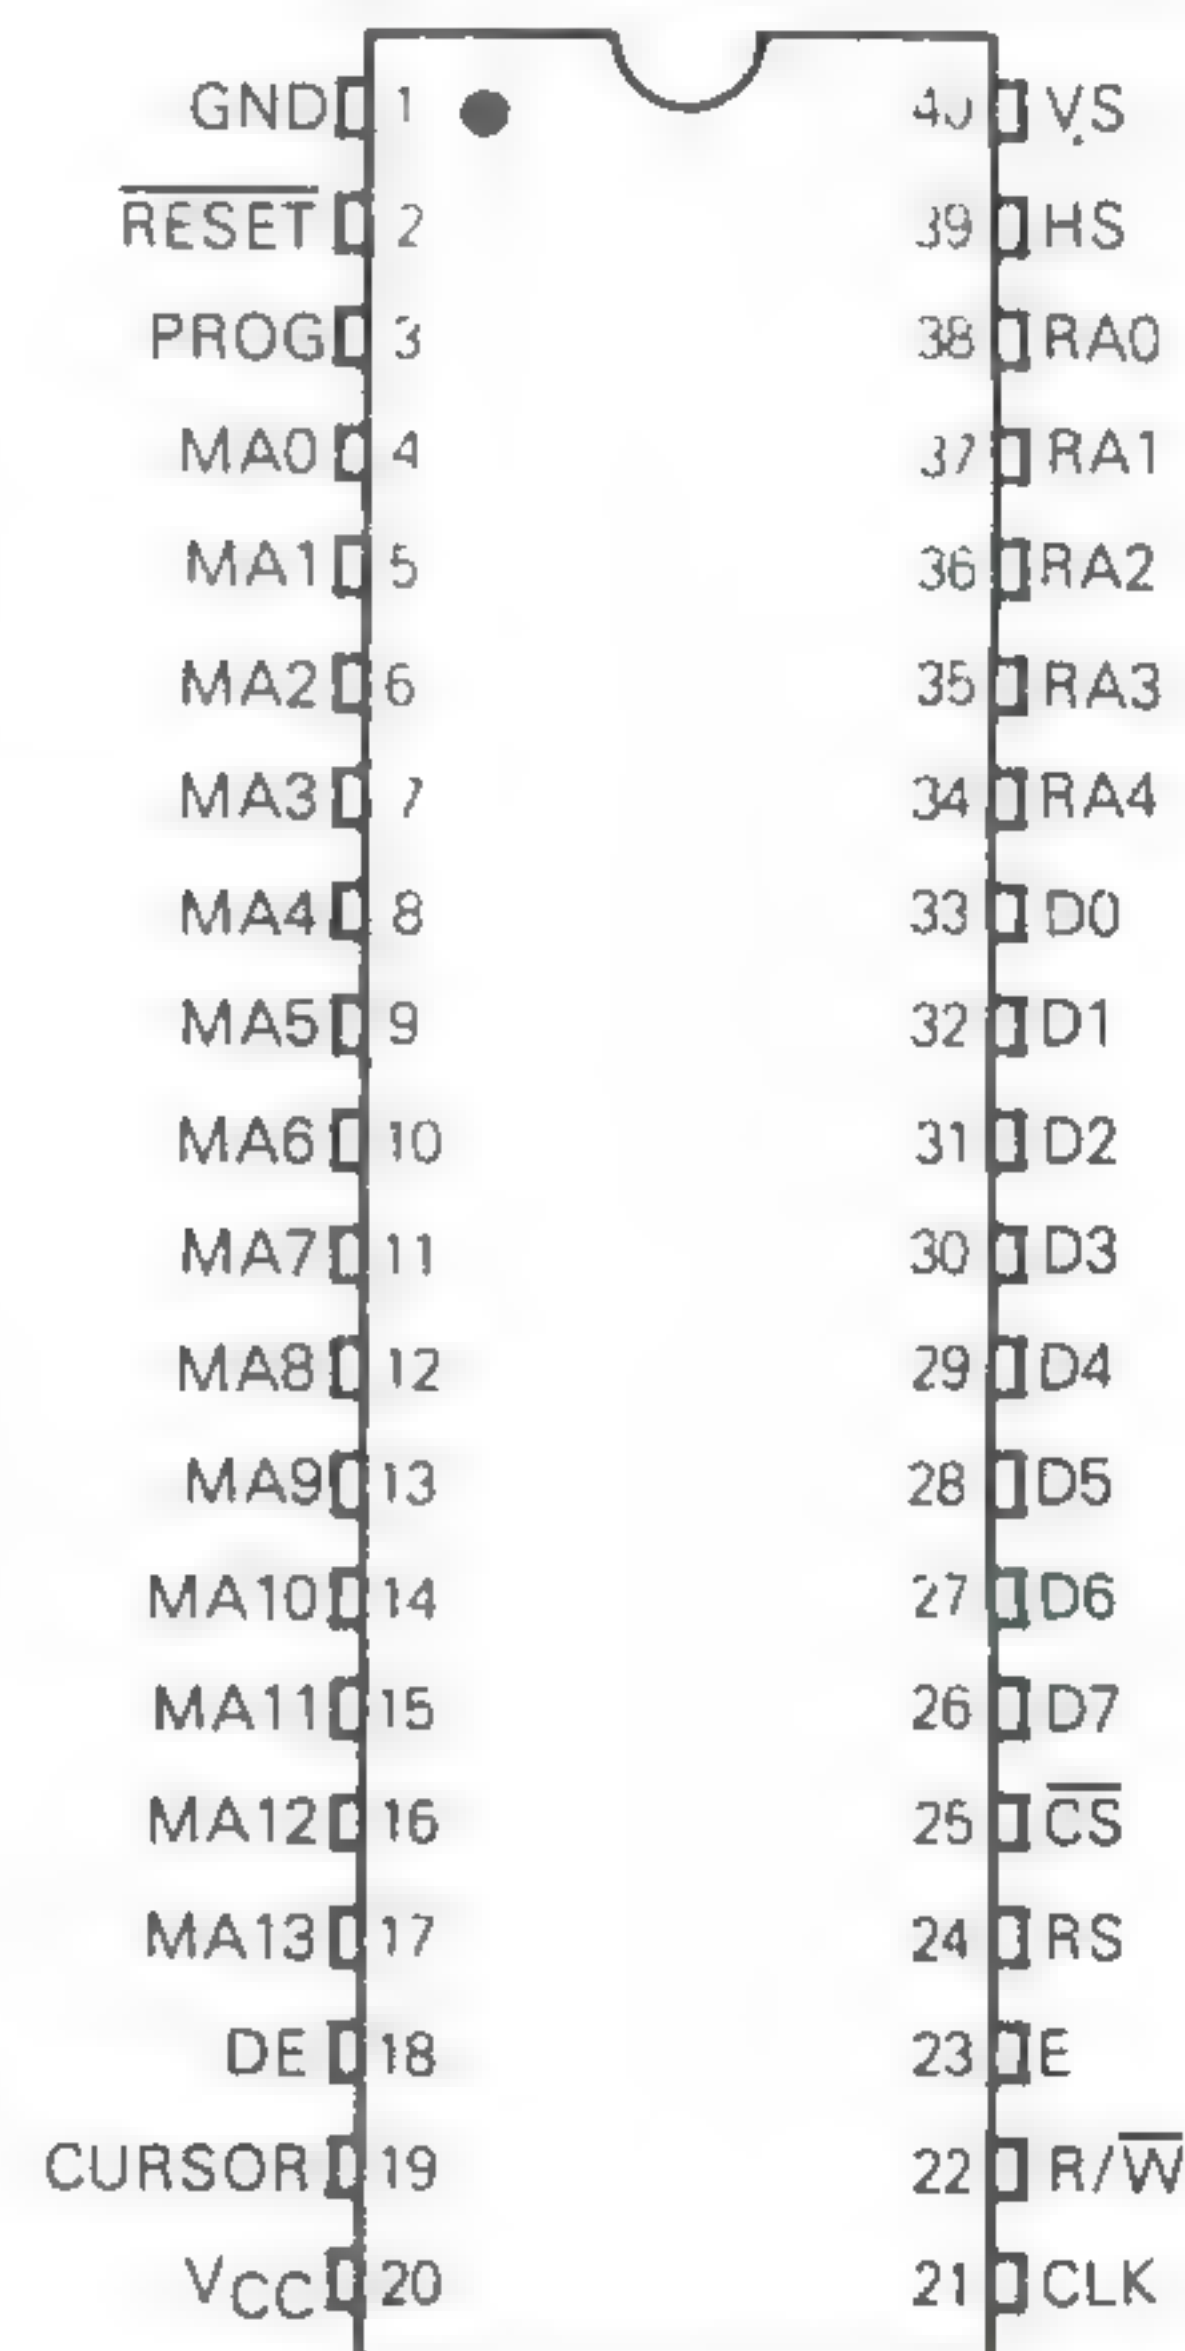 GND 1 40 VS
RESET 2 39 HS
PROG 3 38 RA0
MA0 4 37 RA1
MA1 5 36 RA2
MA2 6 35 RA3
MA3 7 34 RA4
MA4 8 33 D0
MA5 9 32 D1
MA6 10 31 D2
MA7 11 30 D3
MA8 12 29 D4
MA9 13 28 D5
MA10 14 27 D6
MA11 15 26 D7
MA12 16 25 CS
MA13 17 24 RS
DE 18 23 E
CURSOR 19 22 R/W
VCC 20 21 CLK